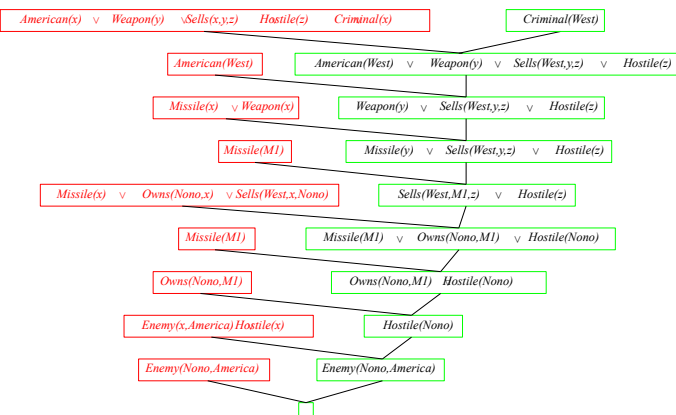 American(x) ∨ Weapon(y) ∨ Sells(x,y,z) Hostile(z) Criminal(x) Criminal(West)
American(West) American(West) ∨ Weapon(y) ∨ Sells(West,y,z) ∨ Hostile(z)
Missile(x) ∨ Weapon(x) Weapon(y) ∨ Sells(West,y,z) ∨ Hostile(z)
Missile(M1) Missile(y) ∨ Sells(West,y,z) ∨ Hostile(z)
Missile(x) ∨ Owns(Nono,x) ∨ Sells(West,x,Nono) Sells(West,M1,z) ∨ Hostile(z)
Missile(M1) Missile(M1) ∨ Owns(Nono,M1) ∨ Hostile(Nono)
Owns(Nono,M1) Owns(Nono,M1) Hostile(Nono)
Enemy(x,America) Hostile(x) Hostile(Nono)
Enemy(Nono,America) Enemy(Nono,America)